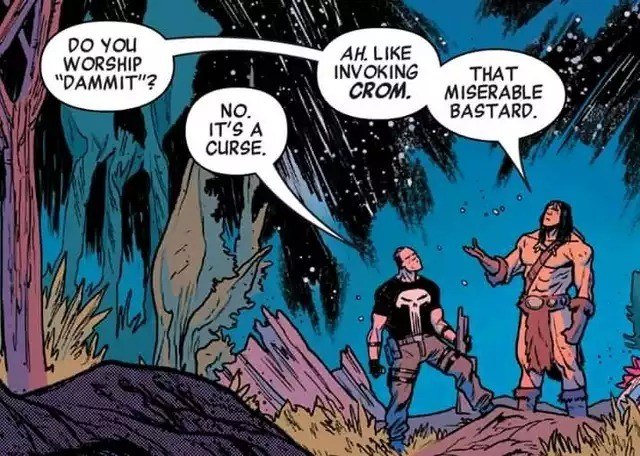 DO YOU
WORSHIP
"DAMMIT"?
NO.
IT'S A
CURSE.
AH. LIKE
INVOKING
CROM.
THAT
MISERABLE
BASTARD.